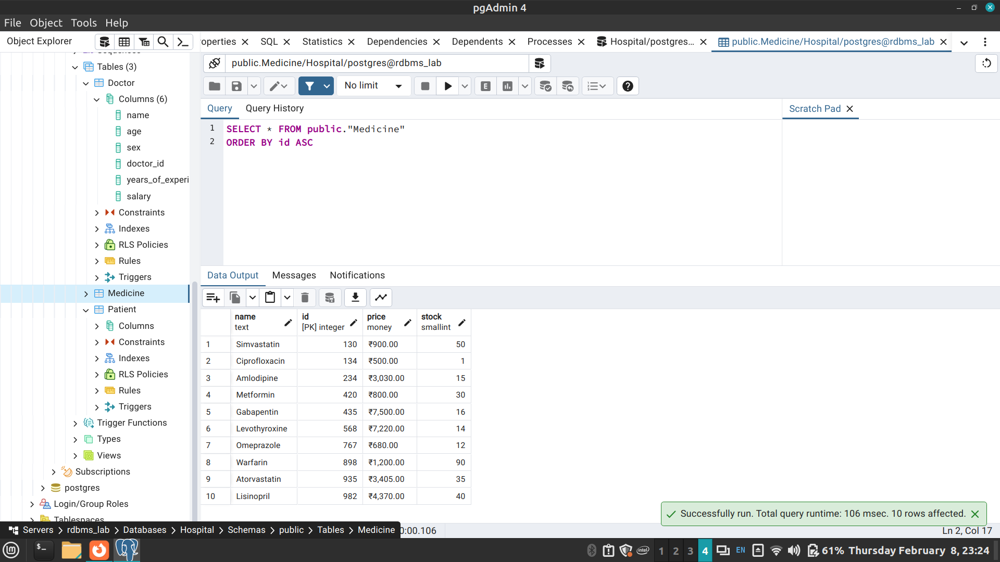 pgAdmin 4
File Object Tools Help
Object Explorer
operties SQL Statistics Dependencies Dependents Processes Hospital/postgres... public.Medicine/Hospital/postgres@rdbms_lab
public.Medicine/Hospital/postgres@rdbms_lab
No limit
E
Query Query History
Scratch Pad
1 SELECT * FROM public."Medicine"
2 ORDER BY id ASC
Sequences
Tables (3)
Doctor
Columns (6)
name
age
sex
doctor_id
years_of_experi
salary
Constraints
Indexes
RLS Policies
Rules
Triggers
Medicine
Patient
Columns
Constraints
Indexes
RLS Policies
Rules
Triggers
Trigger Functions
Types
Views
Subscriptions
postgres
Login/Group Roles
Tablespaces
Data Output Messages Notifications
name text id [PK] integer price money stock smallint
1 Simvastatin 130 ₹900.00 50
2 Ciprofloxacin 134 ₹500.00 1
3 Amlodipine 234 ₹3,030.00 15
4 Metformin 420 ₹800.00 30
5 Gabapentin 435 ₹7,500.00 16
6 Levothyroxine 568 ₹7,220.00 14
7 Omeprazole 767 ₹680.00 12
8 Warfarin 898 ₹1,200.00 90
9 Atorvastatin 935 ₹3,405.00 35
10 Lisinopril 982 ₹4,370.00 40
Successfully run. Total query runtime: 106 msec. 10 rows affected.
Servers > rdbms_lab > Databases > Hospital > Schemas > public > Tables > Medicine
0:00.106
Ln 2, Col 17
$_
intel
1 2 3 4
EN
61% Thursday February 8, 23:24